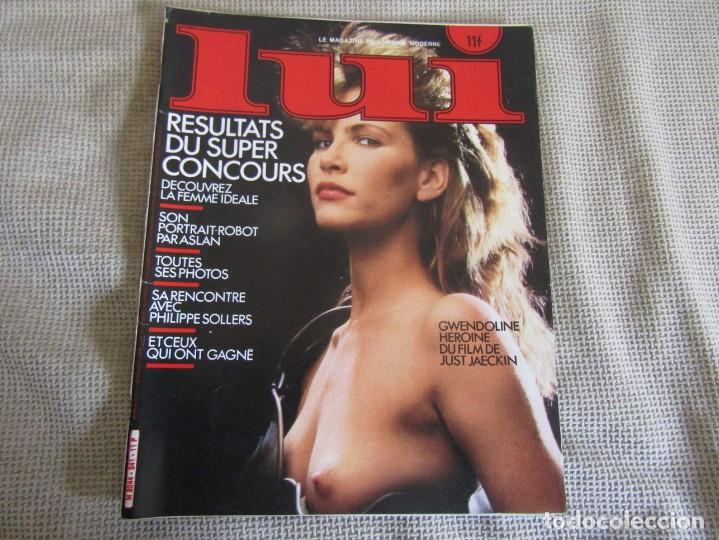 LE MAGAZINE DE L'HOMME MODERNE
11f
lui
RESULTATS
DU SUPER
CONCOURS
DECOUVREZ
LA FEMME IDEALE
SON
PORTRAIT-ROBOT
PAR ASLAN
TOUTES
SES PHOTOS
SA RENCONTRE
AVEC
PHILIPPE SOLLERS
ET CEUX
QUI ONT GAGNÉ
GWENDOLINE
HEROINE
DU FILM DE
JUST JAECKIN
todocoleccion